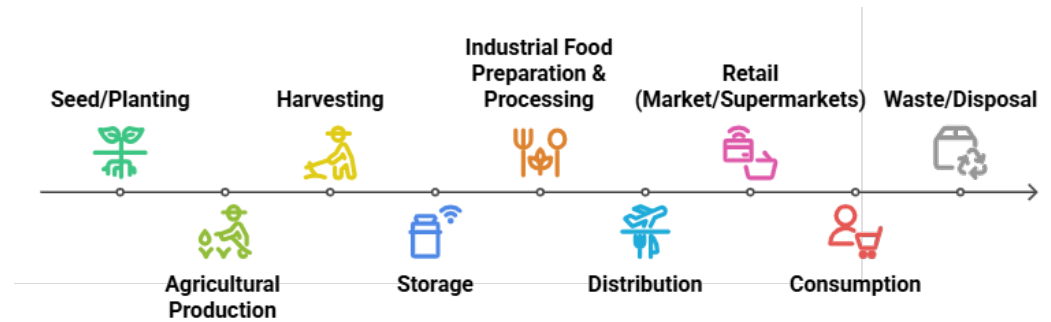 Seed/Planting
Agricultural
Production
Harvesting
Storage
Industrial Food
Preparation &
Processing
Distribution
Retail
(Market/Supermarkets)
Consumption
Waste/Disposal